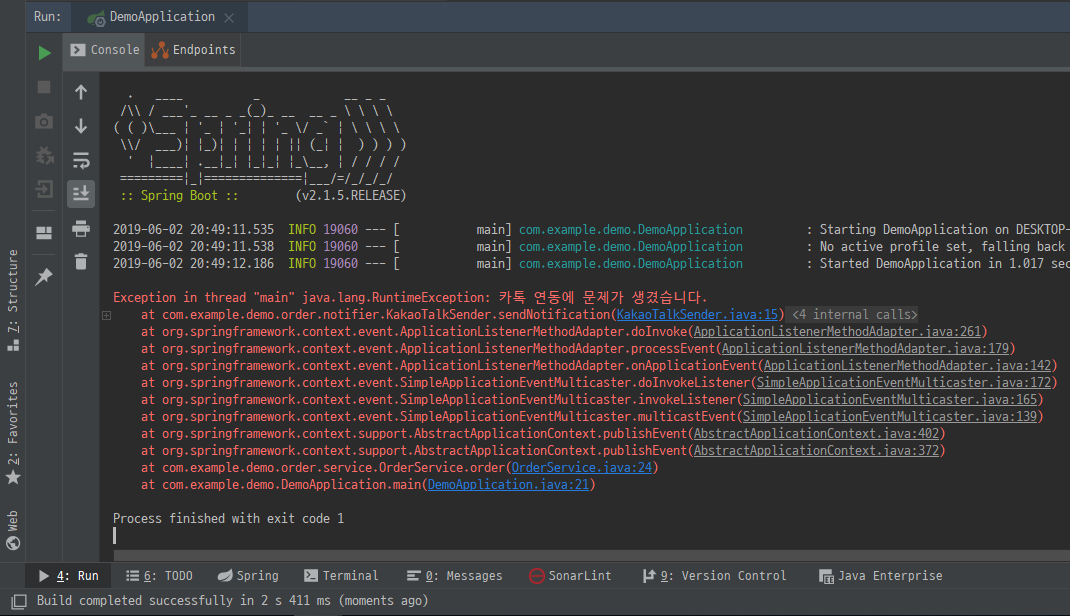 Run: DemoApplication
Console Endpoints
  .   ____          _            __ _ _
 /\\ / ___'_ __ _ _(_)_ __  __ _ \ \ \ \
( ( )\___ | '_ | '_| | '_ \/ _` | \ \ \ \
 \\/  ___)| |_)| | | | | || (_| |  ) ) ) )
  '  |____| .__|_| |_|_| |_\__, | / / / /
 =========|_|==============|___/=/_/_/_/
 :: Spring Boot ::        (v2.1.5.RELEASE)
2019-06-02 20:49:11.535  INFO 19060 --- [           main] com.example.demo.DemoApplication         : Starting DemoApplication on DESKTOP-
2019-06-02 20:49:11.538  INFO 19060 --- [           main] com.example.demo.DemoApplication         : No active profile set, falling back
2019-06-02 20:49:12.186  INFO 19060 --- [           main] com.example.demo.DemoApplication         : Started DemoApplication in 1.017 sec
Exception in thread "main" java.lang.RuntimeException: 카톡 연동에 문제가 생겼습니다.
    at com.example.demo.order.notifier.KakaoTalkSender.sendNotification(KakaoTalkSender.java:15) <4 internal calls>
    at org.springframework.context.event.ApplicationListenerMethodAdapter.doInvoke(ApplicationListenerMethodAdapter.java:261)
    at org.springframework.context.event.ApplicationListenerMethodAdapter.processEvent(ApplicationListenerMethodAdapter.java:179)
    at org.springframework.context.event.ApplicationListenerMethodAdapter.onApplicationEvent(ApplicationListenerMethodAdapter.java:142)
    at org.springframework.context.event.SimpleApplicationEventMulticaster.doInvokeListener(SimpleApplicationEventMulticaster.java:172)
    at org.springframework.context.event.SimpleApplicationEventMulticaster.invokeListener(SimpleApplicationEventMulticaster.java:165)
    at org.springframework.context.event.SimpleApplicationEventMulticaster.multicastEvent(SimpleApplicationEventMulticaster.java:139)
    at org.springframework.context.support.AbstractApplicationContext.publishEvent(AbstractApplicationContext.java:402)
    at org.springframework.context.support.AbstractApplicationContext.publishEvent(AbstractApplicationContext.java:372)
    at com.example.demo.order.service.OrderService.order(OrderService.java:24)
    at com.example.demo.DemoApplication.main(DemoApplication.java:21)
Process finished with exit code 1
7: Structure
2: Favorites
Web
4: Run 6: TODO Spring Terminal 0: Messages SonarLint 9: Version Control Java Enterprise
Build completed successfully in 2 s 411 ms (moments ago)